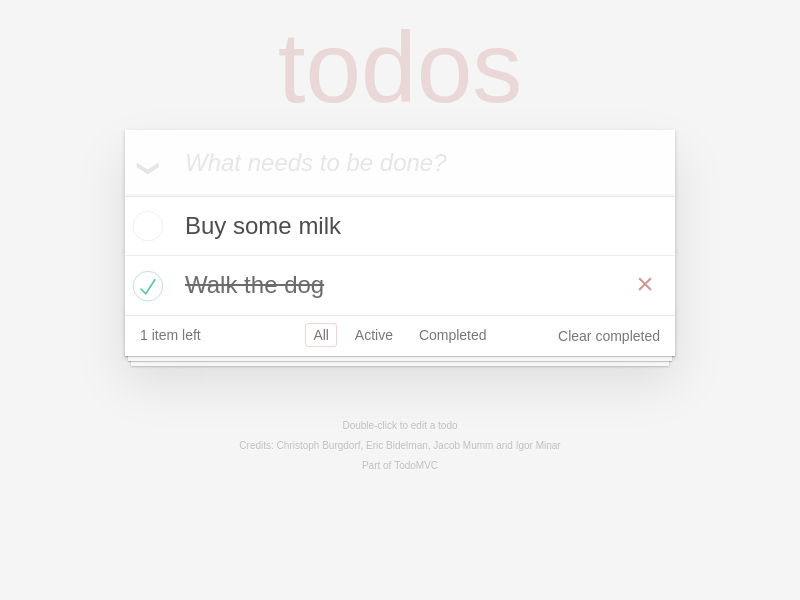 todos
What needs to be done?
Buy some milk
Walk the dog
1 item left All Active Completed Clear completed
Double-click to edit a todo
Credits: Christoph Burgdorf, Eric Bidelman, Jacob Mumm and Igor Minar
Part of TodoMVC